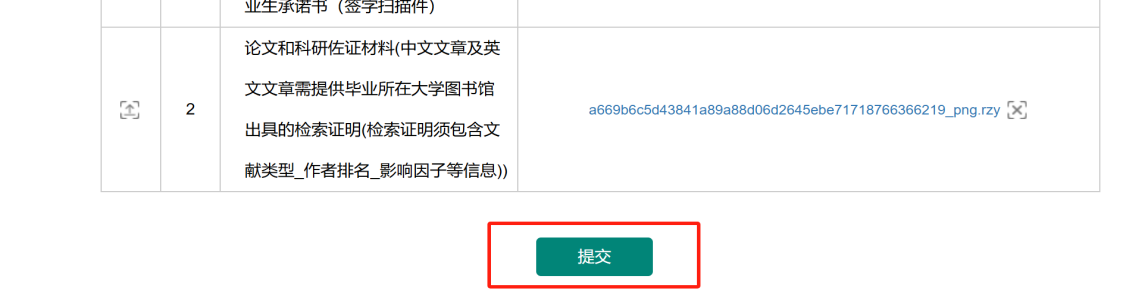 业生承诺书（签字扫描件）
论文和科研佐证材料(中文文章及英
文文章需提供毕业所在大学图书馆
2
a669b6c5d43841a89a88d06d2645ebe71718766366219_png.rzy
出具的检索证明(检索证明须包含文
献类型_作者排名_影响因子等信息))
提交